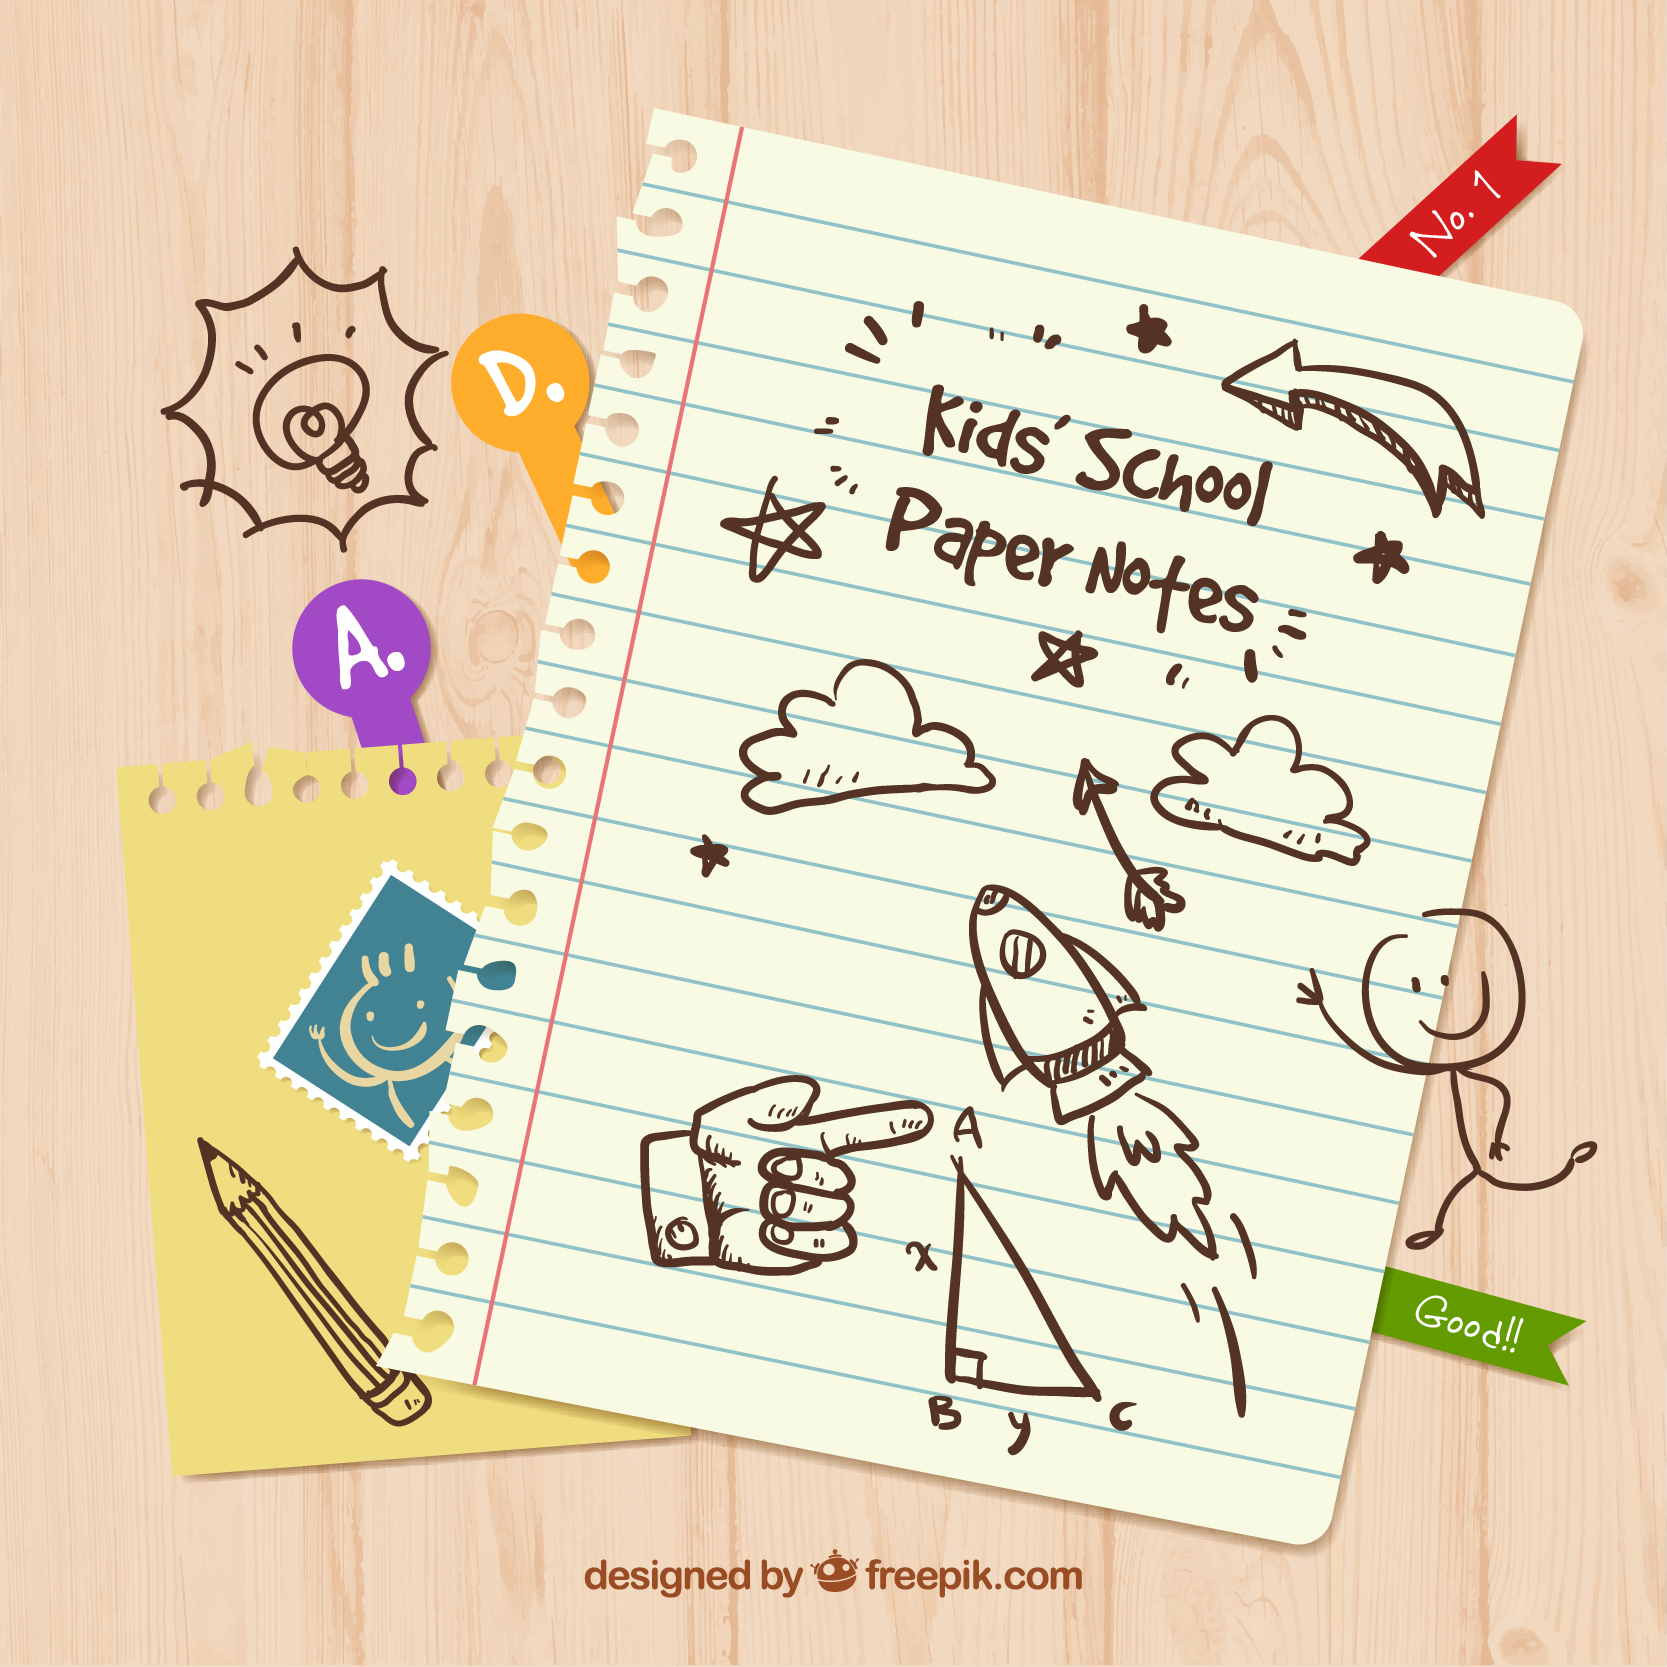 No. 1
D.
Kids' School
Paper Notes
A.
A
x
B
y
C
Good!!
designed by freepik.com